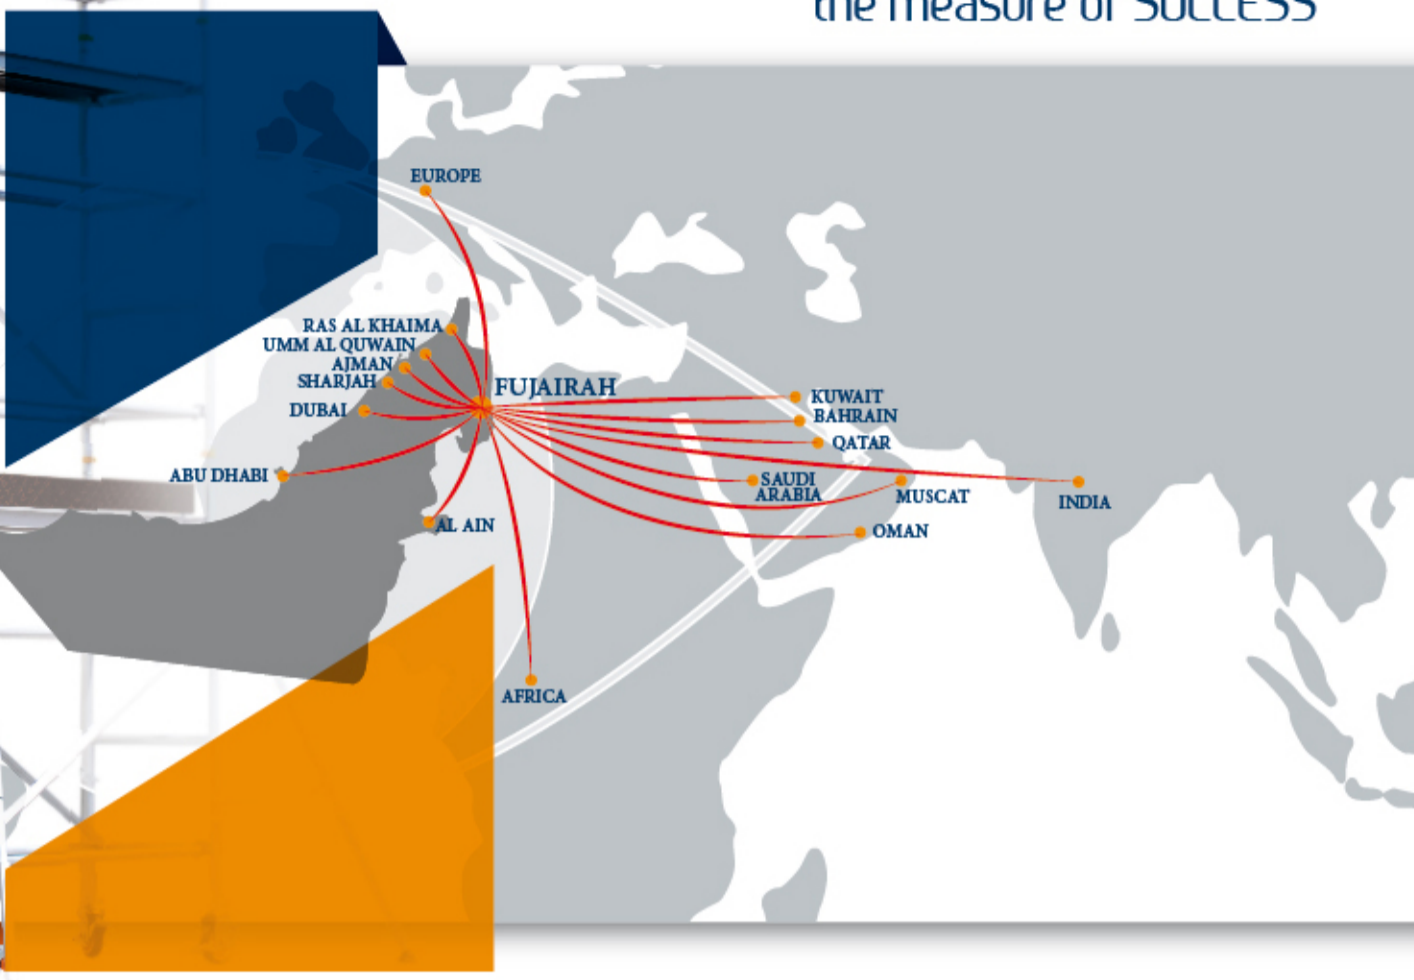 the measure of SUCCESS
EUROPE
RAS AL KHAIMA
UMM AL QUWAIN
AJMAN
SHARJAH
FUJAIRAH
DUBAI
KUWAIT
BAHRAIN
QATAR
ABU DHABI
SAUDI
ARABIA
MUSCAT
INDIA
AL AIN
OMAN
AFRICA